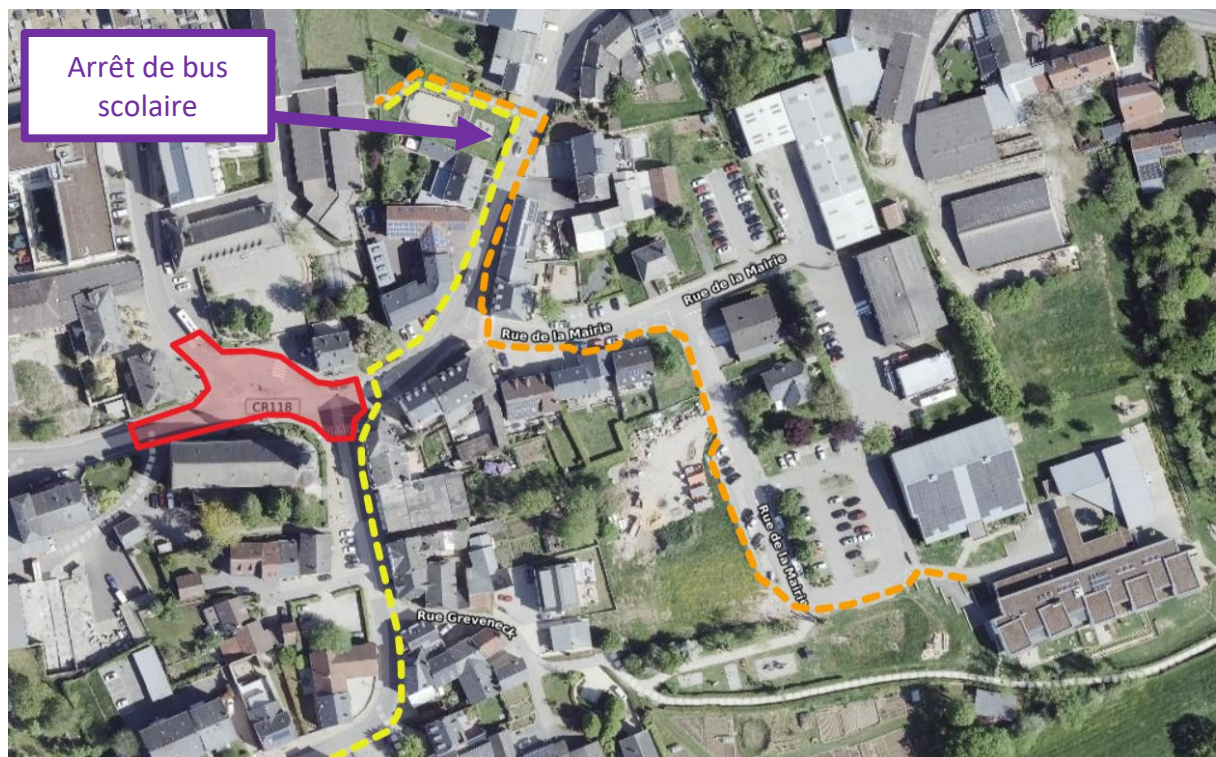 Arrêt de bus
scolaire
Rue de la Mairie
Rue de la Mairie
CR118
Rue de la Mairie
Rue Greveneck